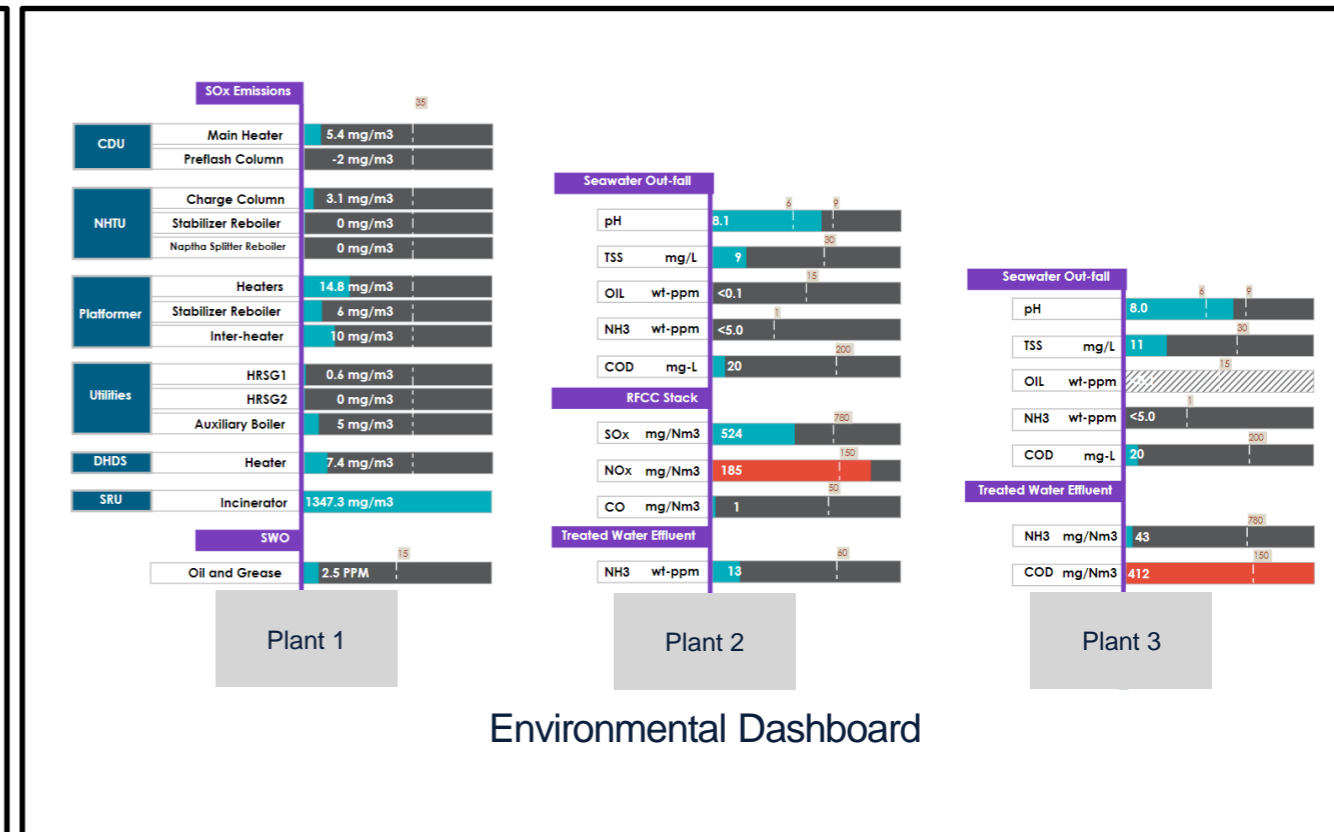 SOx Emissions
35
CDU
Main Heater 5.4 mg/m3
Preflash Column -2 mg/m3
NHTU
Charge Column 3.1 mg/m3
Stabilizer Reboiler 0 mg/m3
Naptha Splitter Reboiler 0 mg/m3
Platformer
Heaters 14.8 mg/m3
Stabilizer Reboiler 6 mg/m3
Inter-heater 10 mg/m3
Utilities
HRSG1 0.6 mg/m3
HRSG2 0 mg/m3
Auxiliary Boiler 5 mg/m3
DHDS
Heater 7.4 mg/m3
SRU
Incinerator 1347.3 mg/m3
SWO
15
Oil and Grease 2.5 PPM
Plant 1
Seawater Out-fall
6 9
pH 8.1
30
TSS mg/L 9
15
OIL wt-ppm <0.1
1
NH3 wt-ppm <5.0
200
COD mg-L 20
RFCC Stack
780
SOx mg/Nm3 524
150
NOx mg/Nm3 185
50
CO mg/Nm3 1
Treated Water Effluent
60
NH3 wt-ppm 13
Plant 2
Seawater Out-fall
6 9
pH 8.0
30
TSS mg/L 11
15
OIL wt-ppm
1
NH3 wt-ppm <5.0
200
COD mg-L 20
Treated Water Effluent
780
NH3 mg/Nm3 43
150
COD mg/Nm3 412
Plant 3
Environmental Dashboard